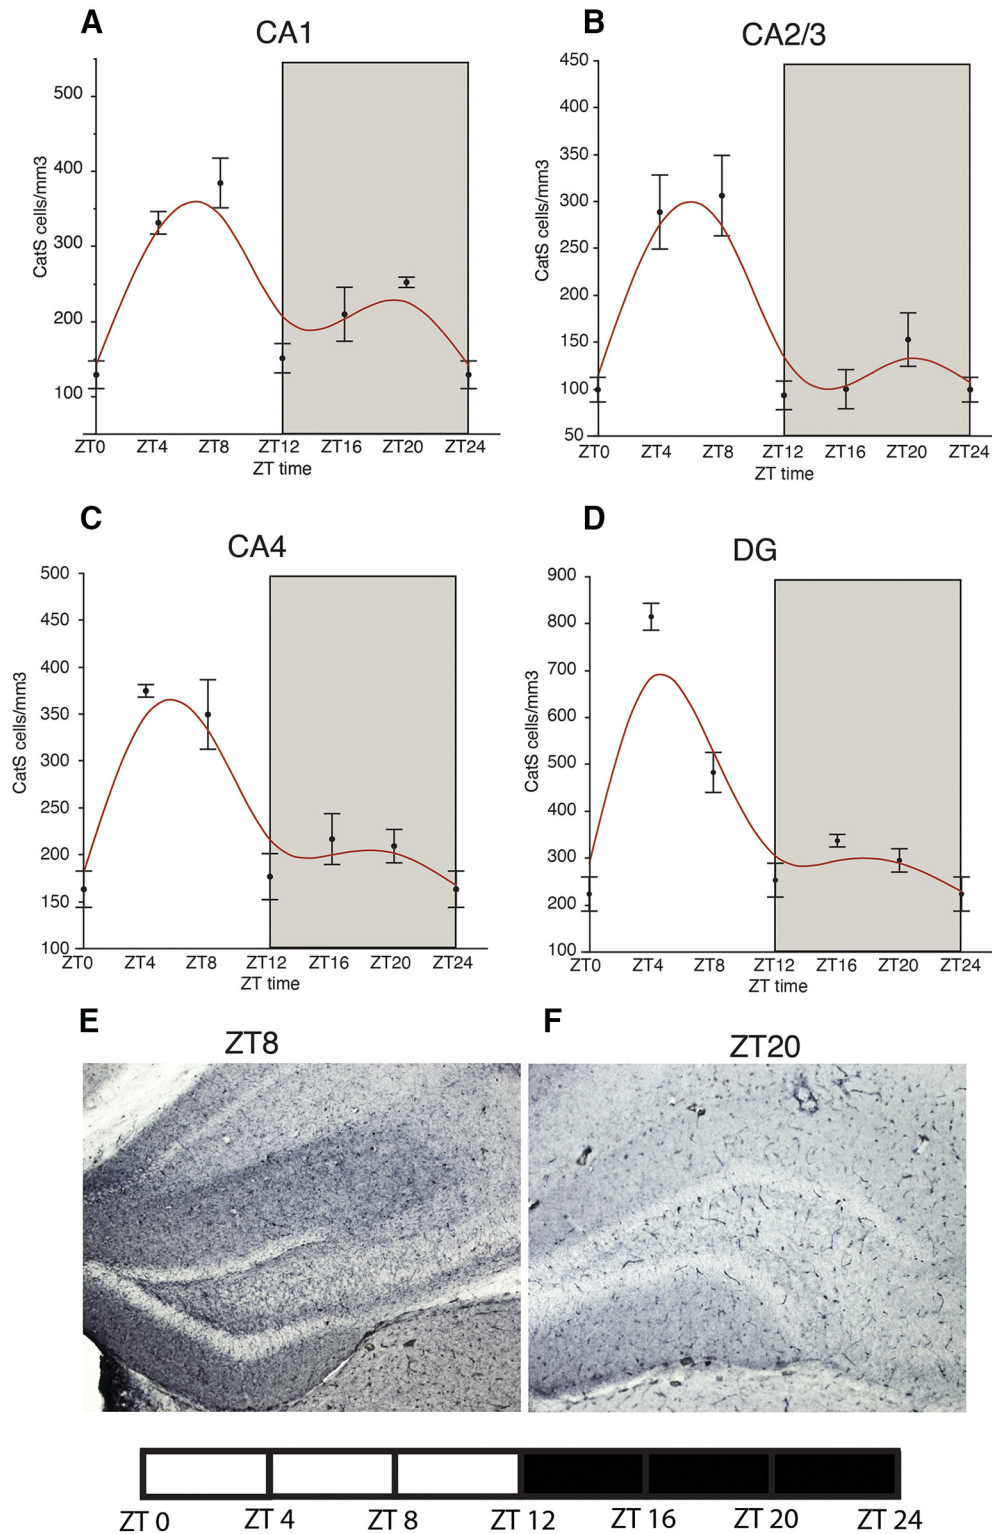 A
CA1
500
400
300
200
100
CatS cells/mm3
ZT0 ZT4 ZT8 ZT12 ZT16 ZT20 ZT24
ZT time
B
CA2/3
450
400
350
300
250
200
150
100
50
CatS cells/mm3
ZT0 ZT4 ZT8 ZT12 ZT16 ZT20 ZT24
ZT time
C
CA4
500
450
400
350
300
250
200
150
100
CatS cells/mm3
ZT0 ZT4 ZT8 ZT12 ZT16 ZT20 ZT24
ZT time
D
DG
900
800
700
600
500
400
300
200
100
CatS cells/mm3
ZT0 ZT4 ZT8 ZT12 ZT16 ZT20 ZT24
ZT time
E
ZT8
F
ZT20
ZT 0 ZT 4 ZT 8 ZT 12 ZT 16 ZT 20 ZT 24